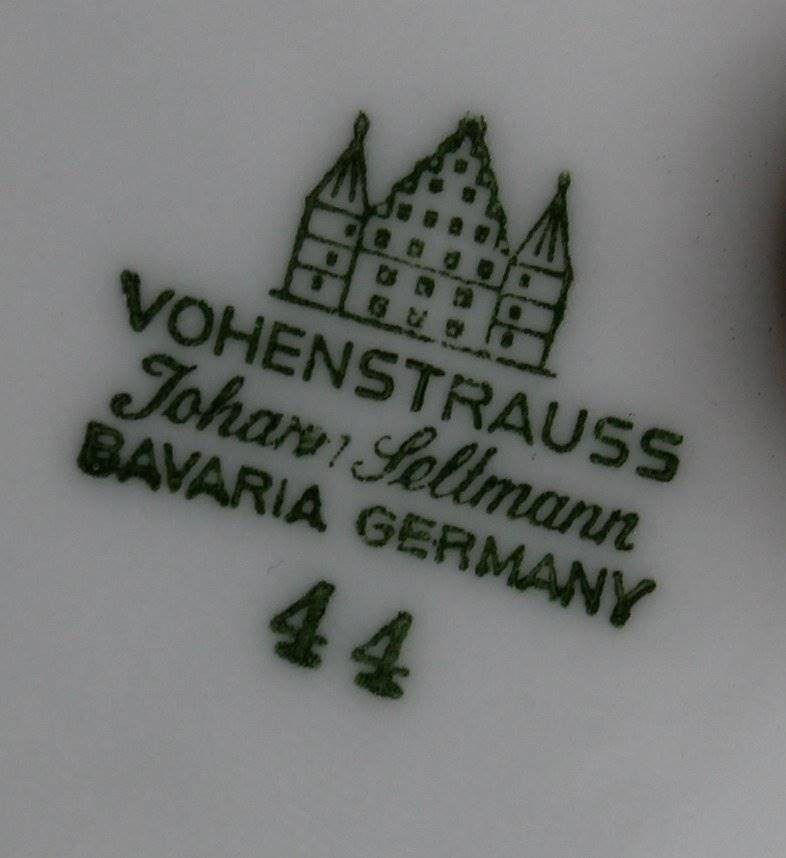 VOHENSTRAUSS
Johann Seltmann
BAVARIA GERMANY
44